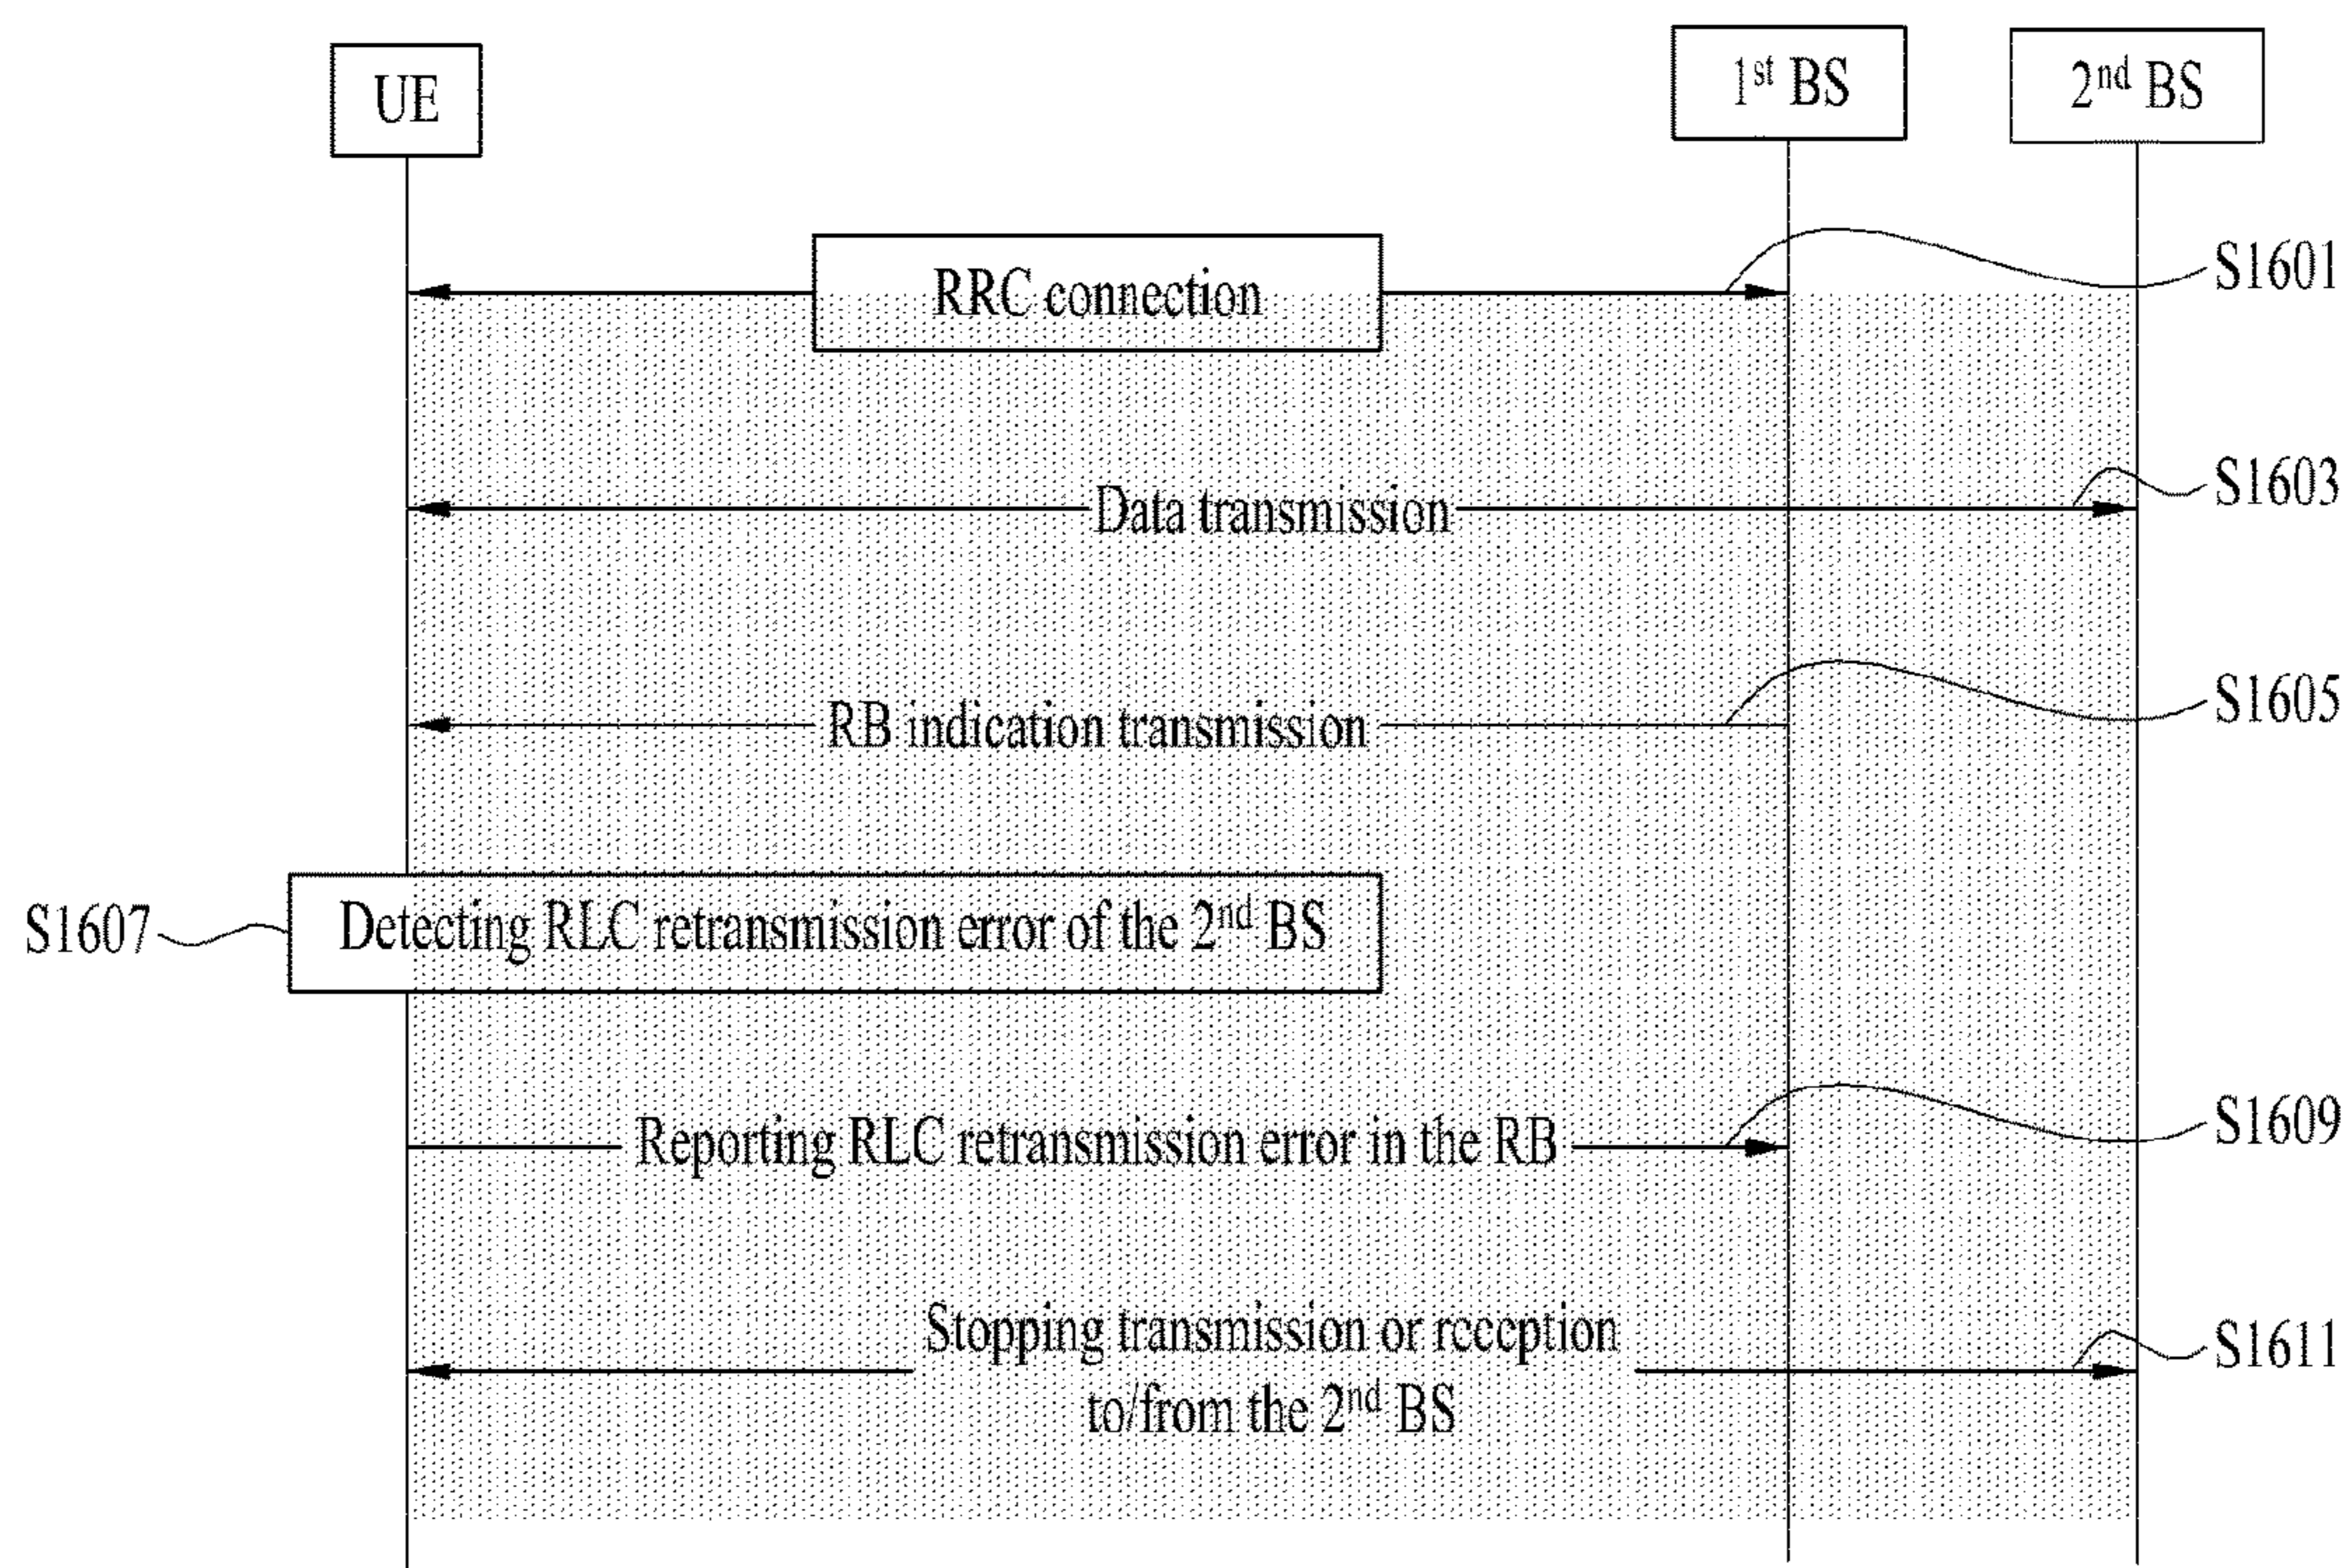 UE
1st BS
2nd BS
RRC connection
S1601
Data transmission
S1603
RB indication transmission
S1605
S1607
Detecting RLC retransmission error of the 2nd BS
Reporting RLC retransmission error in the RB
S1609
Stopping transmission or reception
to/from the 2nd BS
S1611